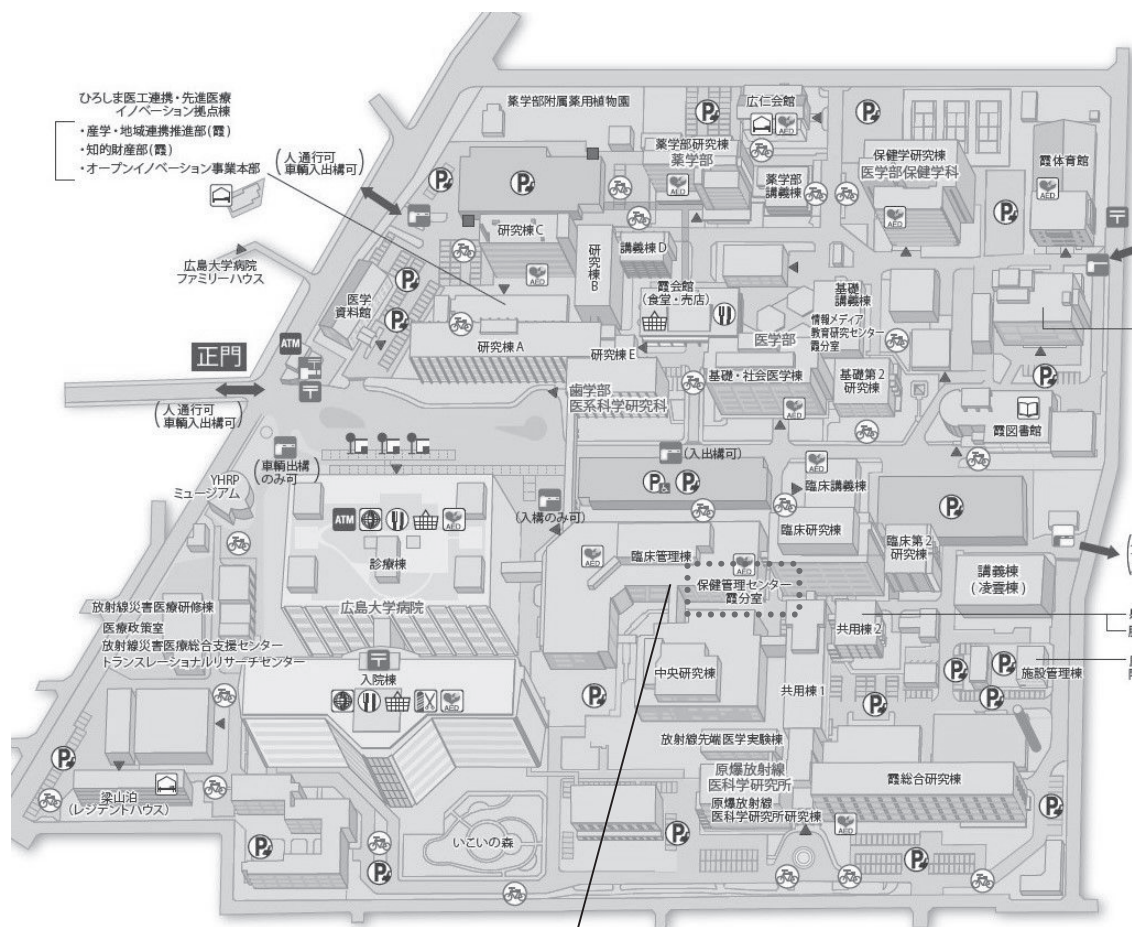 ひろしま医工連携・先進医療
イノベーション拠点棟
・産学・地域連携推進部(霞)
・知的財産部(霞)
・オープンイノベーション事業本部
(人通行可
車輌入出構可)
広島大学病院
ファミリーハウス
薬学部附属薬用植物園
広仁会館
AED
薬学部研究棟
薬学部
AED
薬学部
講義棟
保健学研究棟
医学部保健学科
AED
霞体育館
AED
P
研究棟C
AED
研究棟B
講義棟D
霞会館
(食堂・売店)
医学
資料館
研究棟A
研究棟E
医学部
基礎
講義棟
情報メディア
教育研究センター
霞分室
基礎・社会医学棟
AED
基礎第2
研究棟
霞図書館
ATM
正門
(人通行可
車輌入出構可)
歯学部
医系科学研究科
(車輌出構
のみ可)
YHRP
ミュージアム
(入出構可)
(入構のみ可)
P P
AED
臨床講義棟
臨床研究棟
臨床第2
研究棟
P
講義棟
(凌雲棟)
ATM
AED
診療棟
広島大学病院
AED
臨床管理棟
AED
保健管理センター
霞分室
放射線災害医療研修棟
医療政策室
放射線災害医療総合支援センター
トランスレーショナルリサーチセンター
入院棟
AED
中央研究棟
共用棟1
共用棟2
施設管理棟
放射線先端医学実験棟
原爆放射線
医科学研究所
原爆放射線
医科学研究所研究棟
霞総合研究棟
AED
梁山泊
(レジデントハウス)
いこいの森
P